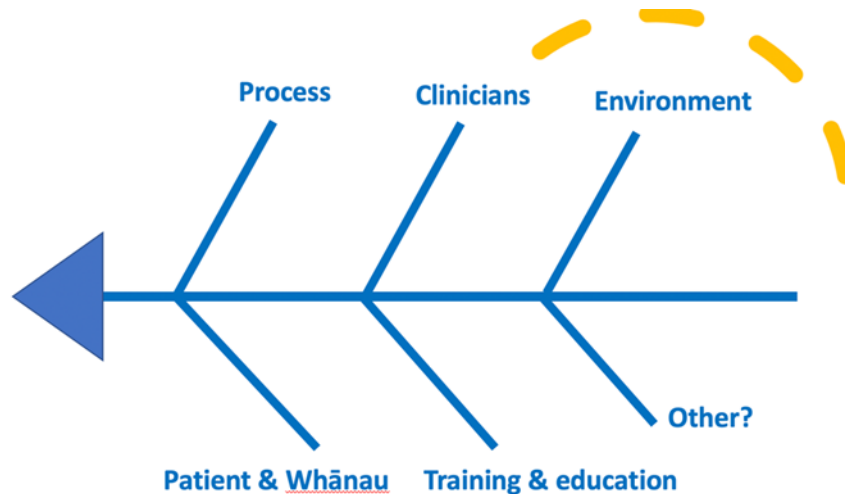 Process
Clinicians
Environment
Other?
Patient & Whānau
Training & education